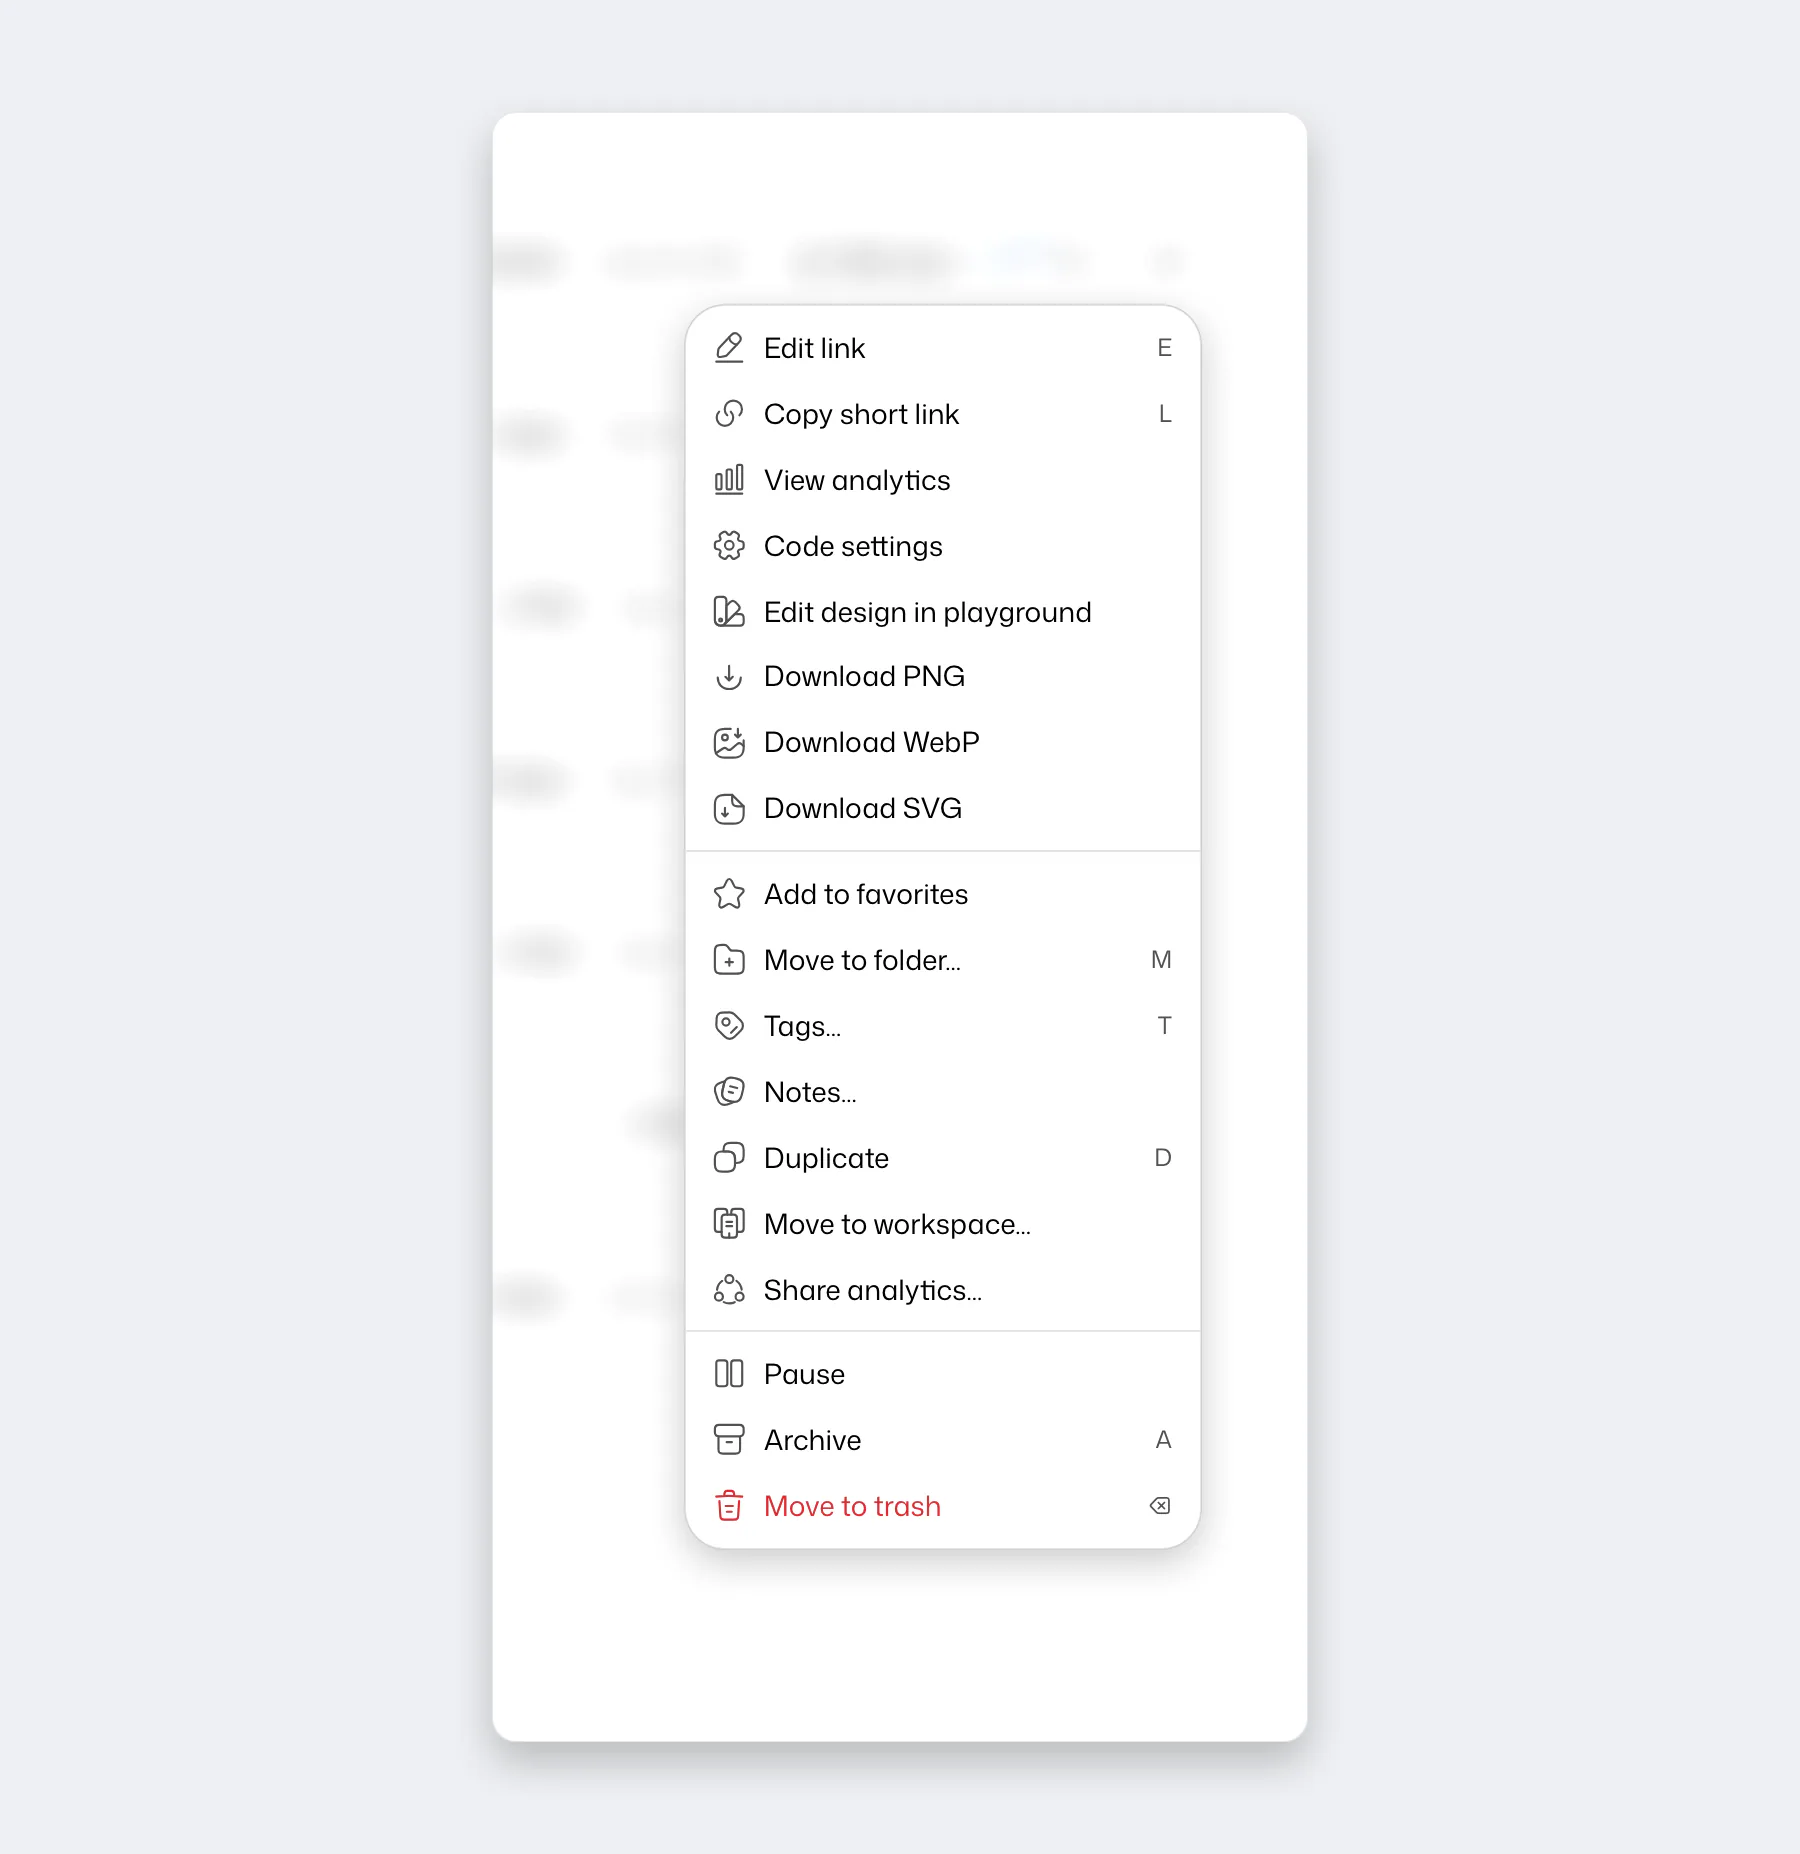 Edit link E
Copy short link L
View analytics
Code settings
Edit design in playground
Download PNG
Download WebP
Download SVG
Add to favorites
Move to folder... M
Tags... T
Notes...
Duplicate D
Move to workspace...
Share analytics...
Pause
Archive A
Move to trash